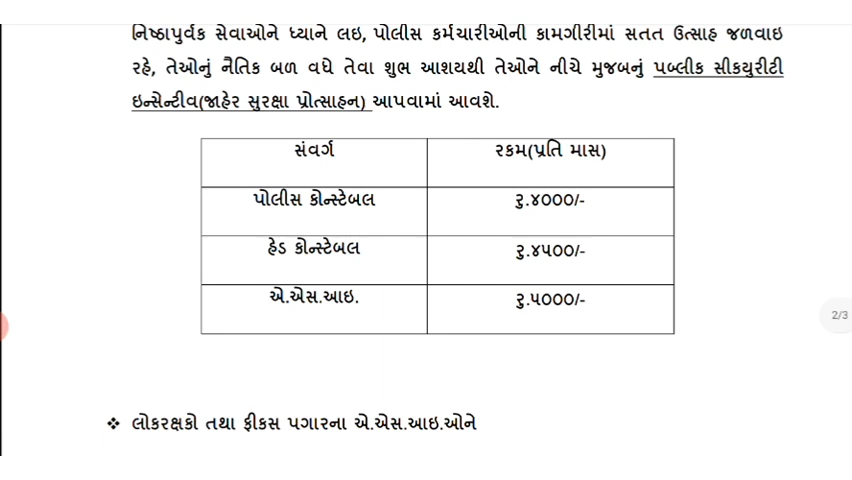 નિષ્ઠાપુર્વક સેવાઓને ધ્યાને લઇ, પોલીસ કર્મચારીઓની કામગીરીમાં સતત ઉત્સાહ જળવાઇ
રહે, તેઓનું નૈતિક બળ વધે તેવા શુભ આશયથી તેઓને નીચે મુજબનું પબ્લીક સીકયુરીટી
ઇન્સેન્ટીવ(જાહેર સુરક્ષા પ્રોત્સાહન) આપવામાં આવશે.
સંવર્ગ રકમ(પ્રતિ માસ)
પોલીસ કોન્સ્ટેબલ રુ.૪૦૦૦/-
હેડ કોન્સ્ટેબલ રુ.૪૫૦૦/-
એ.એસ.આઇ. રુ.૫૦૦૦/-
2/3
❖ લોકરક્ષકો તથા ફીકસ પગારના એ.એસ.આઇ.ઓને